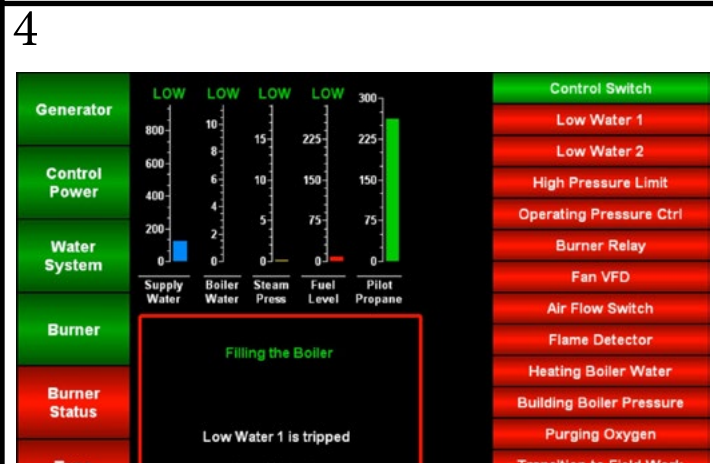 4
Generator
Control
Power
Water
System
Burner
Burner
Status
LOW LOW LOW LOW
800
600
400
200
0
Supply
Water
10
8
6
4
2
0
Boiler
Water
15
10
5
0
Steam
Press
225
150
75
0
Fuel
Level
300
225
150
75
0
Pilot
Propane
Filling the Boiler
Low Water 1 is tripped
Control Switch
Low Water 1
Low Water 2
High Pressure Limit
Operating Pressure Ctrl
Burner Relay
Fan VFD
Air Flow Switch
Flame Detector
Heating Boiler Water
Building Boiler Pressure
Purging Oxygen
Transition to Field Work